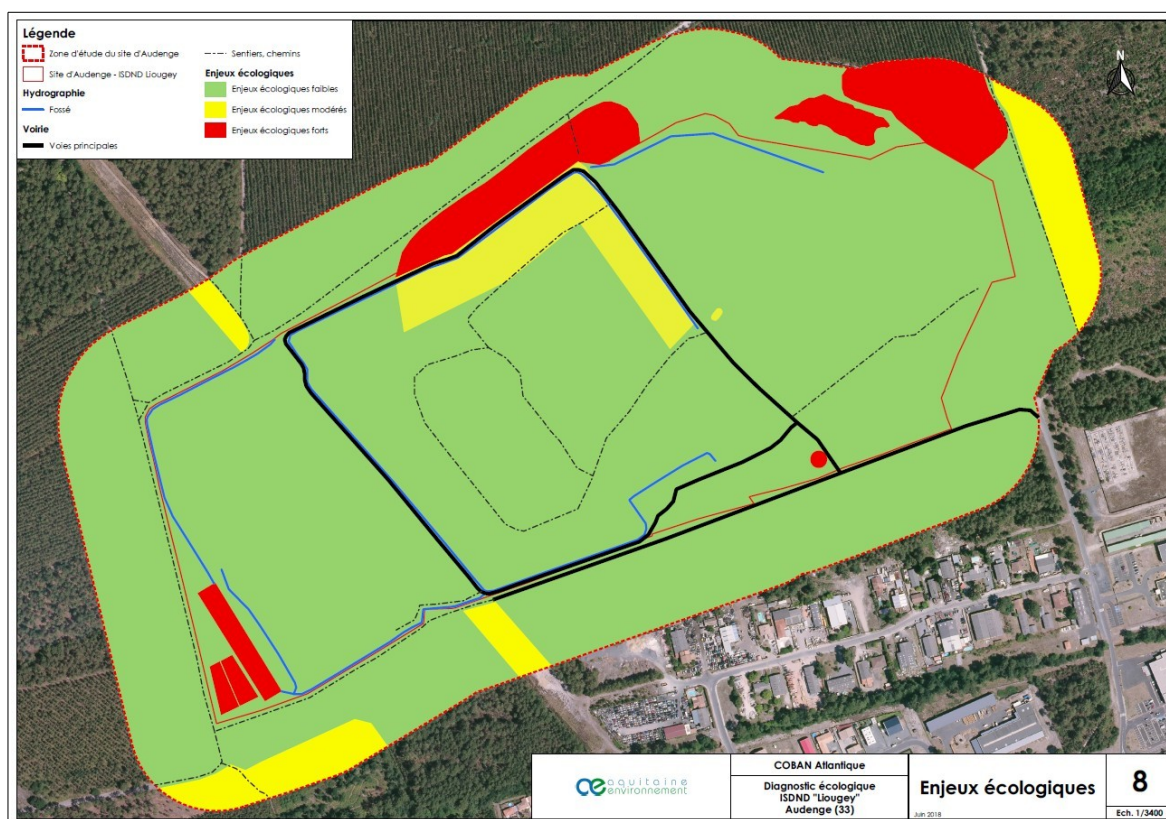 Légende
Zone d'étude du site d'Audenge
Site d'Audenge - ISDND Liougey
Hydrographie
Fossé
Voirie
Voies principales
Sentiers, chemins
Enjeux écologiques
Enjeux écologiques faibles
Enjeux écologiques modérés
Enjeux écologiques forts
N
aquitaine
environnement
COBAN Atlantique
Diagnostic écologique
ISDND "Liougey"
Audenge (33)
Enjeux écologiques
Juin 2018
8
Ech. 1/3400